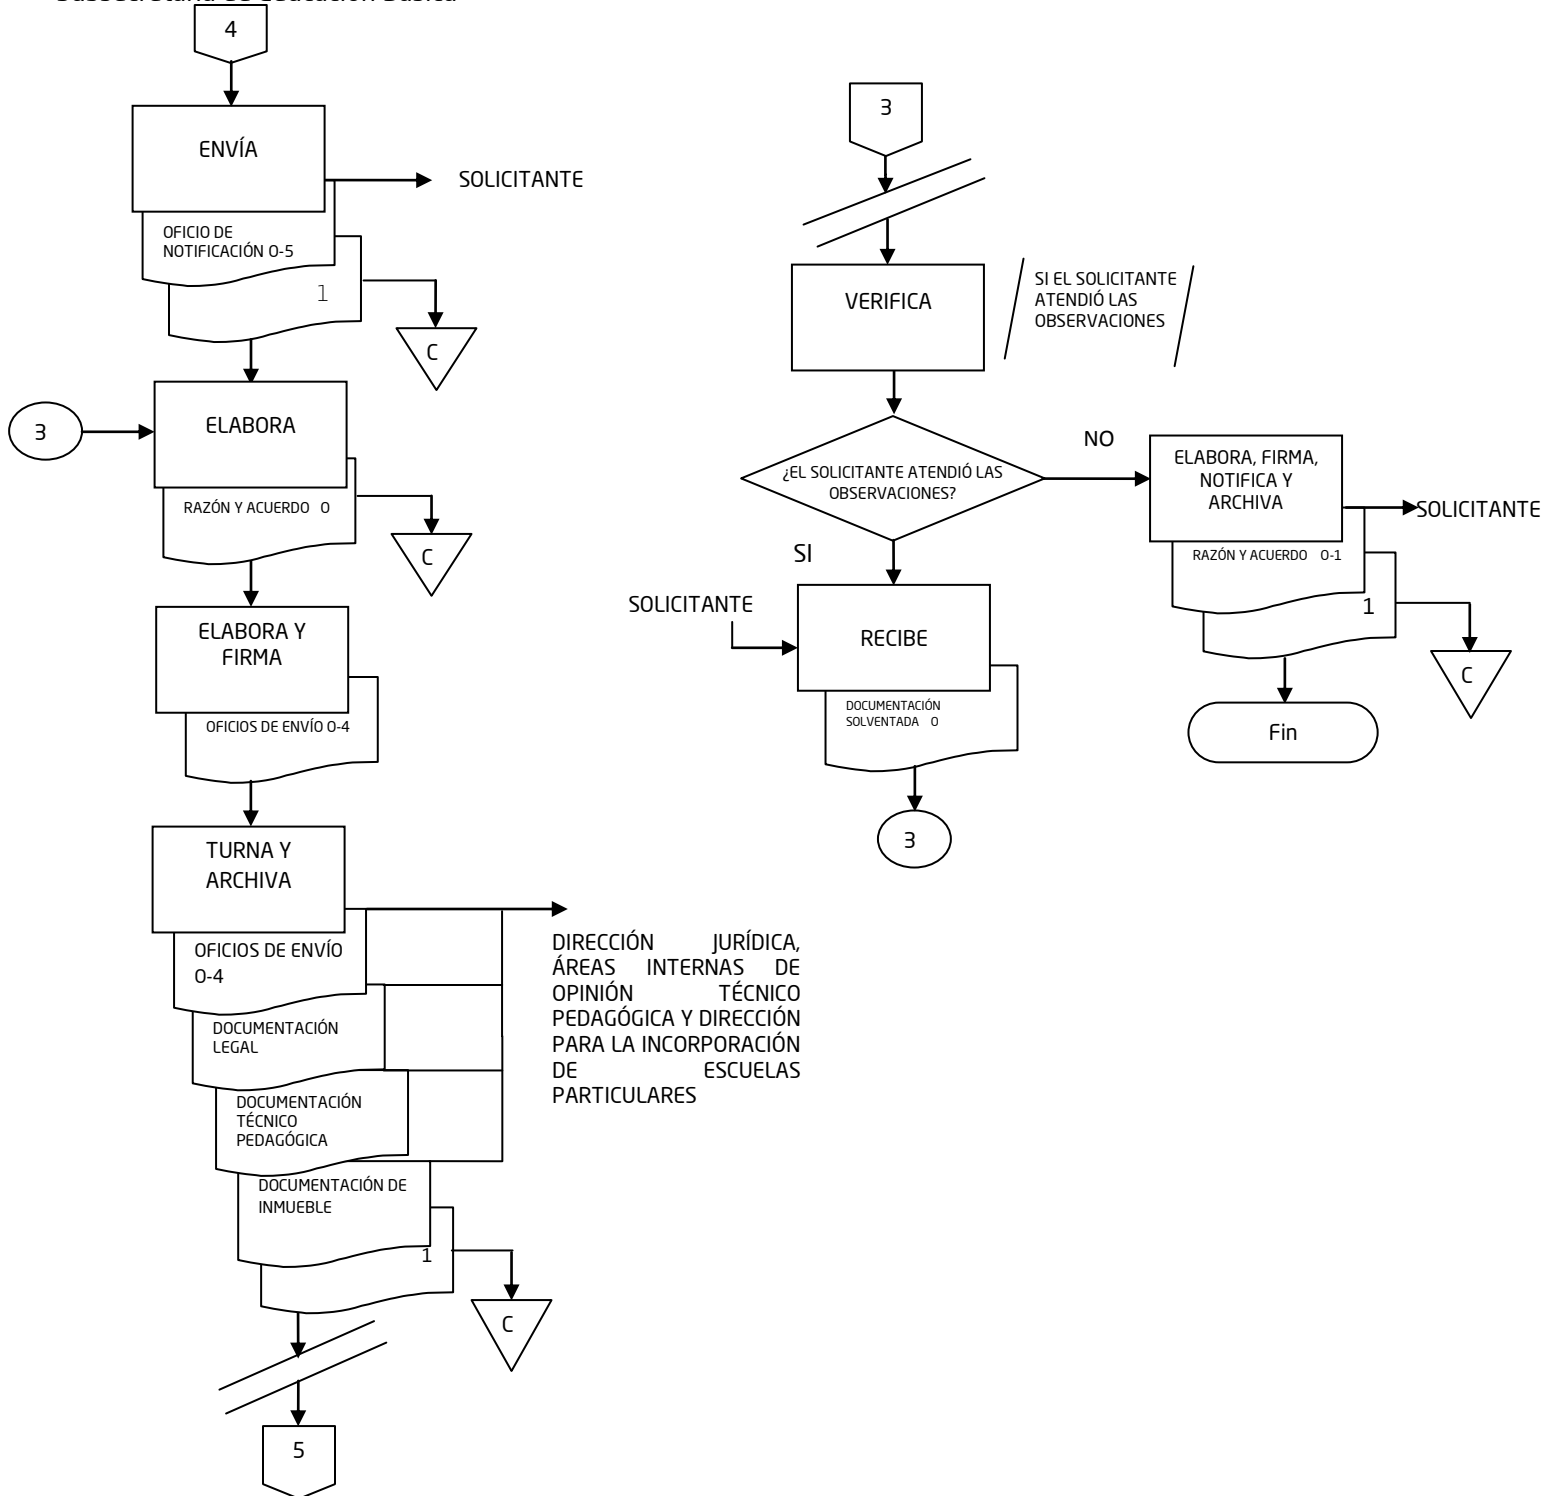 4
ENVÍA
SOLICITANTE
OFICIO DE
NOTIFICACIÓN O-5
1
C
3
ELABORA
RAZÓN Y ACUERDO O
C
ELABORA Y
FIRMA
OFICIOS DE ENVÍO O-4
TURNA Y
ARCHIVA
OFICIOS DE ENVÍO
O-4
DOCUMENTACIÓN
LEGAL
DOCUMENTACIÓN
TÉCNICO
PEDAGÓGICA
DOCUMENTACIÓN DE
INMUEBLE
1
C
DIRECCIÓN JURÍDICA,
ÁREAS INTERNAS DE
OPINIÓN TÉCNICO
PEDAGÓGICA Y DIRECCIÓN
PARA LA INCORPORACIÓN
DE ESCUELAS
PARTICULARES
5
3
VERIFICA
SI EL SOLICITANTE
ATENDIÓ LAS
OBSERVACIONES
¿EL SOLICITANTE ATENDIÓ LAS
OBSERVACIONES?
NO
ELABORA, FIRMA,
NOTIFICA Y
ARCHIVA
SOLICITANTE
RAZÓN Y ACUERDO O-1
1
C
Fin
SI
SOLICITANTE
RECIBE
DOCUMENTACIÓN
SOLVENTADA O
3